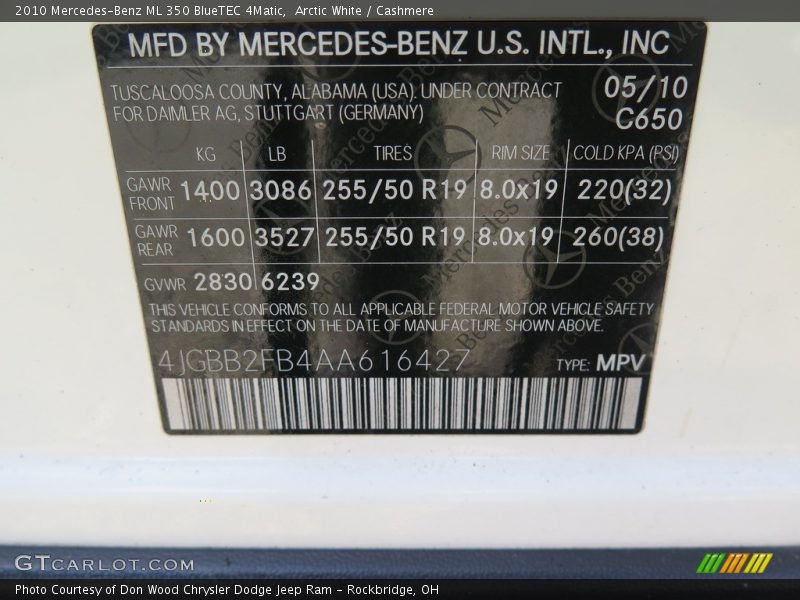 2010 Mercedes-Benz ML 350 BlueTEC 4Matic,  Arctic White / Cashmere
MFD BY MERCEDES-BENZ U.S. INTL., INC
TUSCALOOSA COUNTY, ALABAMA (USA). UNDER CONTRACT
FOR DAIMLER AG, STUTTGART (GERMANY)
05/10
C650
KG LB TIRES RIM SIZE COLD KPA (PSI)
GAWR FRONT 1400 3086 255/50 R19 8.0x19 220(32)
GAWR REAR 1600 3527 255/50 R19 8.0x19 260(38)
GVWR 2830 6239
THIS VEHICLE CONFORMS TO ALL APPLICABLE FEDERAL MOTOR VEHICLE SAFETY
STANDARDS IN EFFECT ON THE DATE OF MANUFACTURE SHOWN ABOVE.
4JGBB2FB4AA616427 TYPE: MPV
GTCARLOT.COM
Photo Courtesy of Don Wood Chrysler Dodge Jeep Ram - Rockbridge, OH